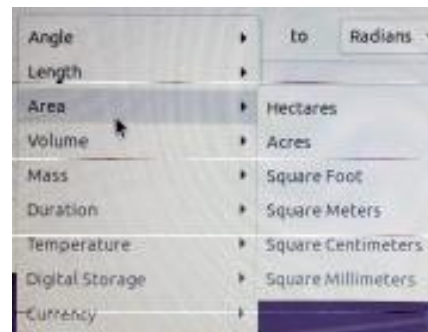 Angle
to Radians
Length
Area
Hectares
Volume
Acres
Mass
Square Foot
Duration
Square Meters
Temperature
Square Centimeters
Digital Storage
Square Millimeters
Currency